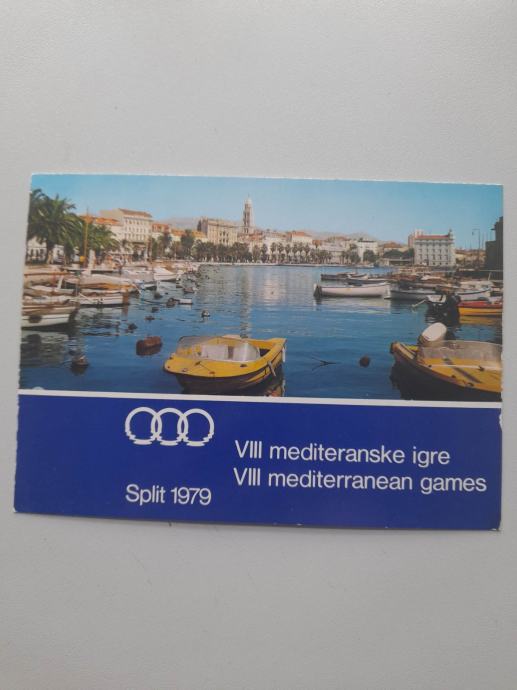 VIII mediteranske igre
VIII mediterranean games
Split 1979